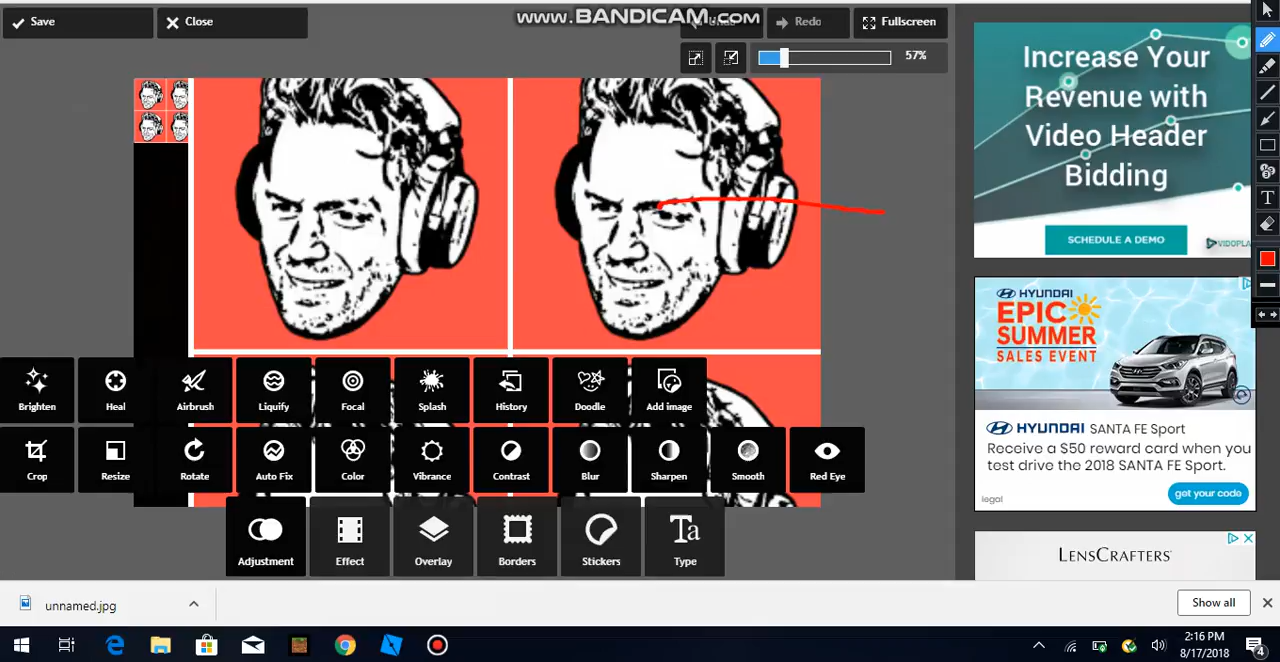 Save
Close
www.BANDICAM.com
Redo
Fullscreen
57%
Brighten
Heal
Airbrush
Liquify
Focal
Splash
History
Doodle
Add image
Crop
Resize
Rotate
Auto Fix
Color
Vibrance
Contrast
Blur
Sharpen
Smooth
Red Eye
Adjustment
Effect
Overlay
Borders
Stickers
Ta
Type
Increase Your
Revenue with
Video Header
Bidding
SCHEDULE A DEMO
HYUNDAI
EPIC
SUMMER
SALES EVENT
HYUNDAI SANTA FE Sport
Receive a $50 reward card when you
test drive the 2018 SANTA FE Sport.
legal
get your code
LENSCRAFTERS
T
unnamed.jpg
Show all
2:16 PM
8/17/2018
4